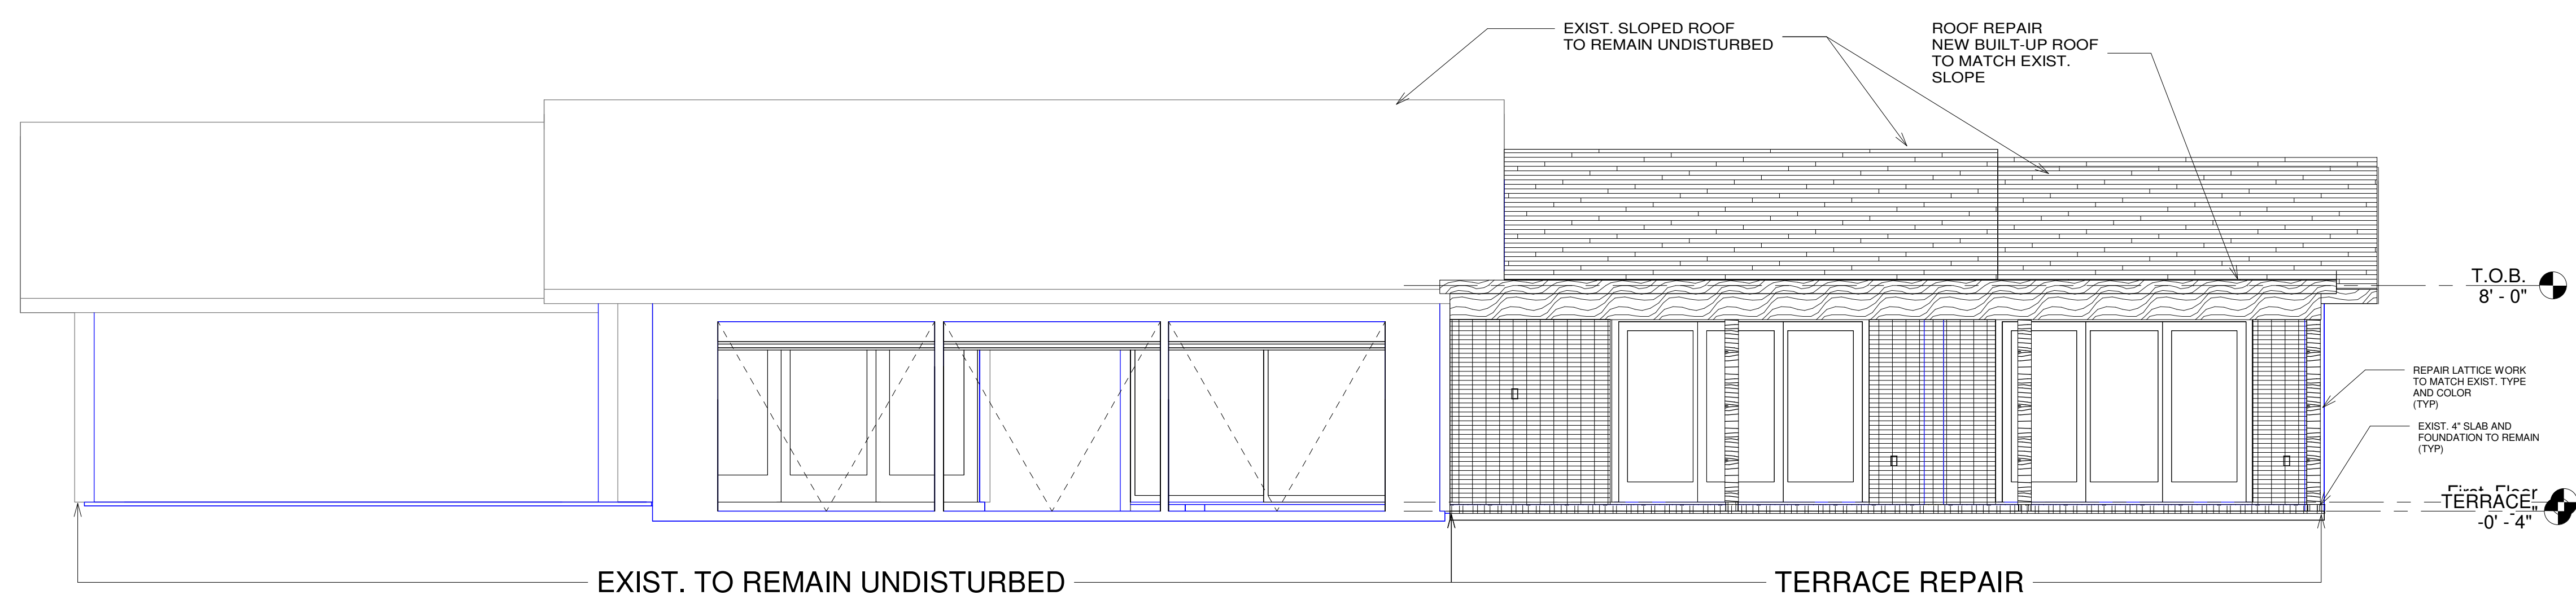 EXIST. SLOPED ROOF
TO REMAIN UNDISTURBED
ROOF REPAIR
NEW BUILT-UP ROOF
TO MATCH EXIST.
SLOPE
T.O.B.
8' - 0"
REPAIR LATTICE WORK
TO MATCH EXIST. TYPE
AND COLOR
(TYP)
EXIST. 4" SLAB AND
FOUNDATION TO REMAIN
(TYP)
First Floor
TERRACE
-0' - 4"
EXIST. TO REMAIN UNDISTURBED
TERRACE REPAIR